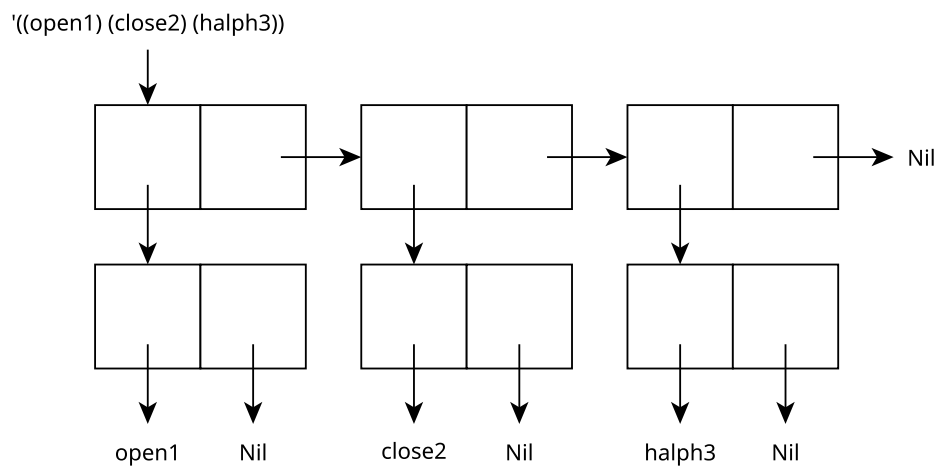 '((open1) (close2) (halph3))
Nil
open1 Nil close2 Nil halph3 Nil